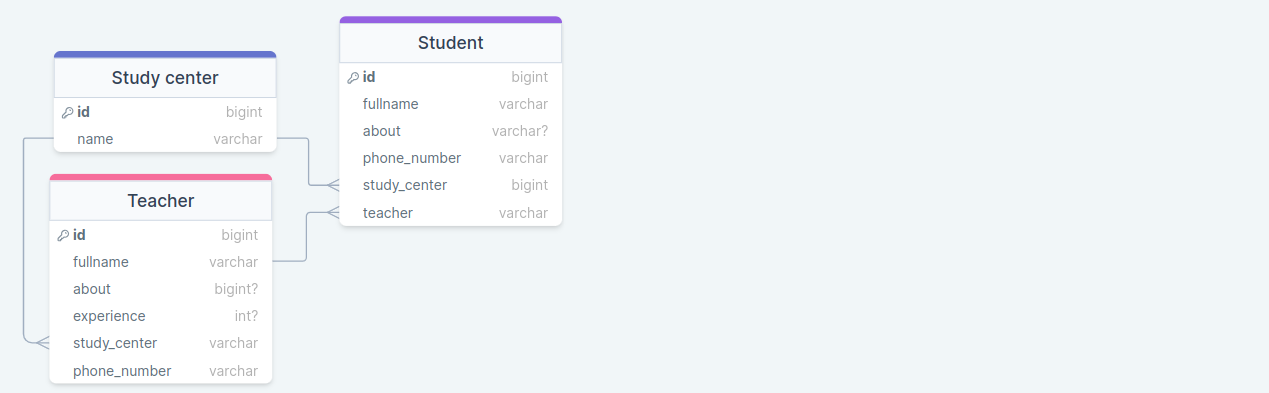 Study center
id bigint
name varchar
Teacher
id bigint
fullname varchar
about bigint?
experience int?
study_center varchar
phone_number varchar
Student
id bigint
fullname varchar
about varchar?
phone_number varchar
study_center bigint
teacher varchar